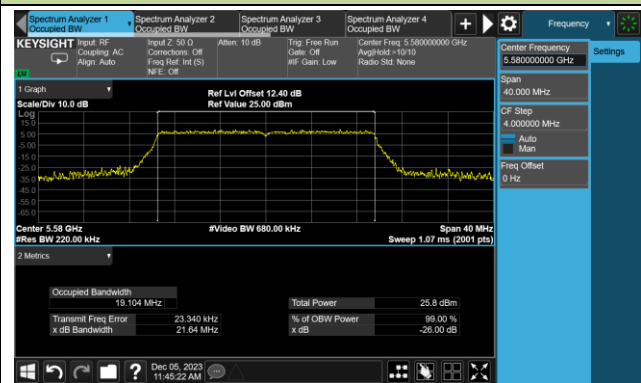 Spectrum Analyzer 1
Occupied BW
Spectrum Analyzer 2
Occupied BW
Spectrum Analyzer 3
Occupied BW
Spectrum Analyzer 4
Occupied BW
Frequency
KEYSIGHT
Input: RF
Coupling: AC
Align: Auto
Input Z: 50 Ω
Corrections: Off
Freq Ref: Int (S)
NFE: Off
Atten: 10 dB
Trig: Free Run
Gate: Off
#IF Gain: Low
Center Freq: 5.580000000 GHz
Avg|Hold:>10/10
Radio Std: None
Center Frequency
5.580000000 GHz
Settings
Span
40.000 MHz
CF Step
4.000000 MHz
Auto
Man
Freq Offset
0 Hz
1 Graph
Scale/Div 10.0 dB
Ref Lvl Offset 12.40 dB
Ref Value 25.00 dBm
Log
15.0
5.00
-5.00
-15.0
-25.0
-35.0
-45.0
-55.0
-65.0
Center 5.58 GHz
#Res BW 220.00 kHz
#Video BW 680.00 kHz
Span 40 MHz
Sweep 1.07 ms (2001 pts)
2 Metrics
Occupied Bandwidth
19.104 MHz
Transmit Freq Error 23.340 kHz
x dB Bandwidth 21.64 MHz
Total Power 25.8 dBm
% of OBW Power 99.00 %
x dB -26.00 dB
Dec 05, 2023
11:45:22 AM